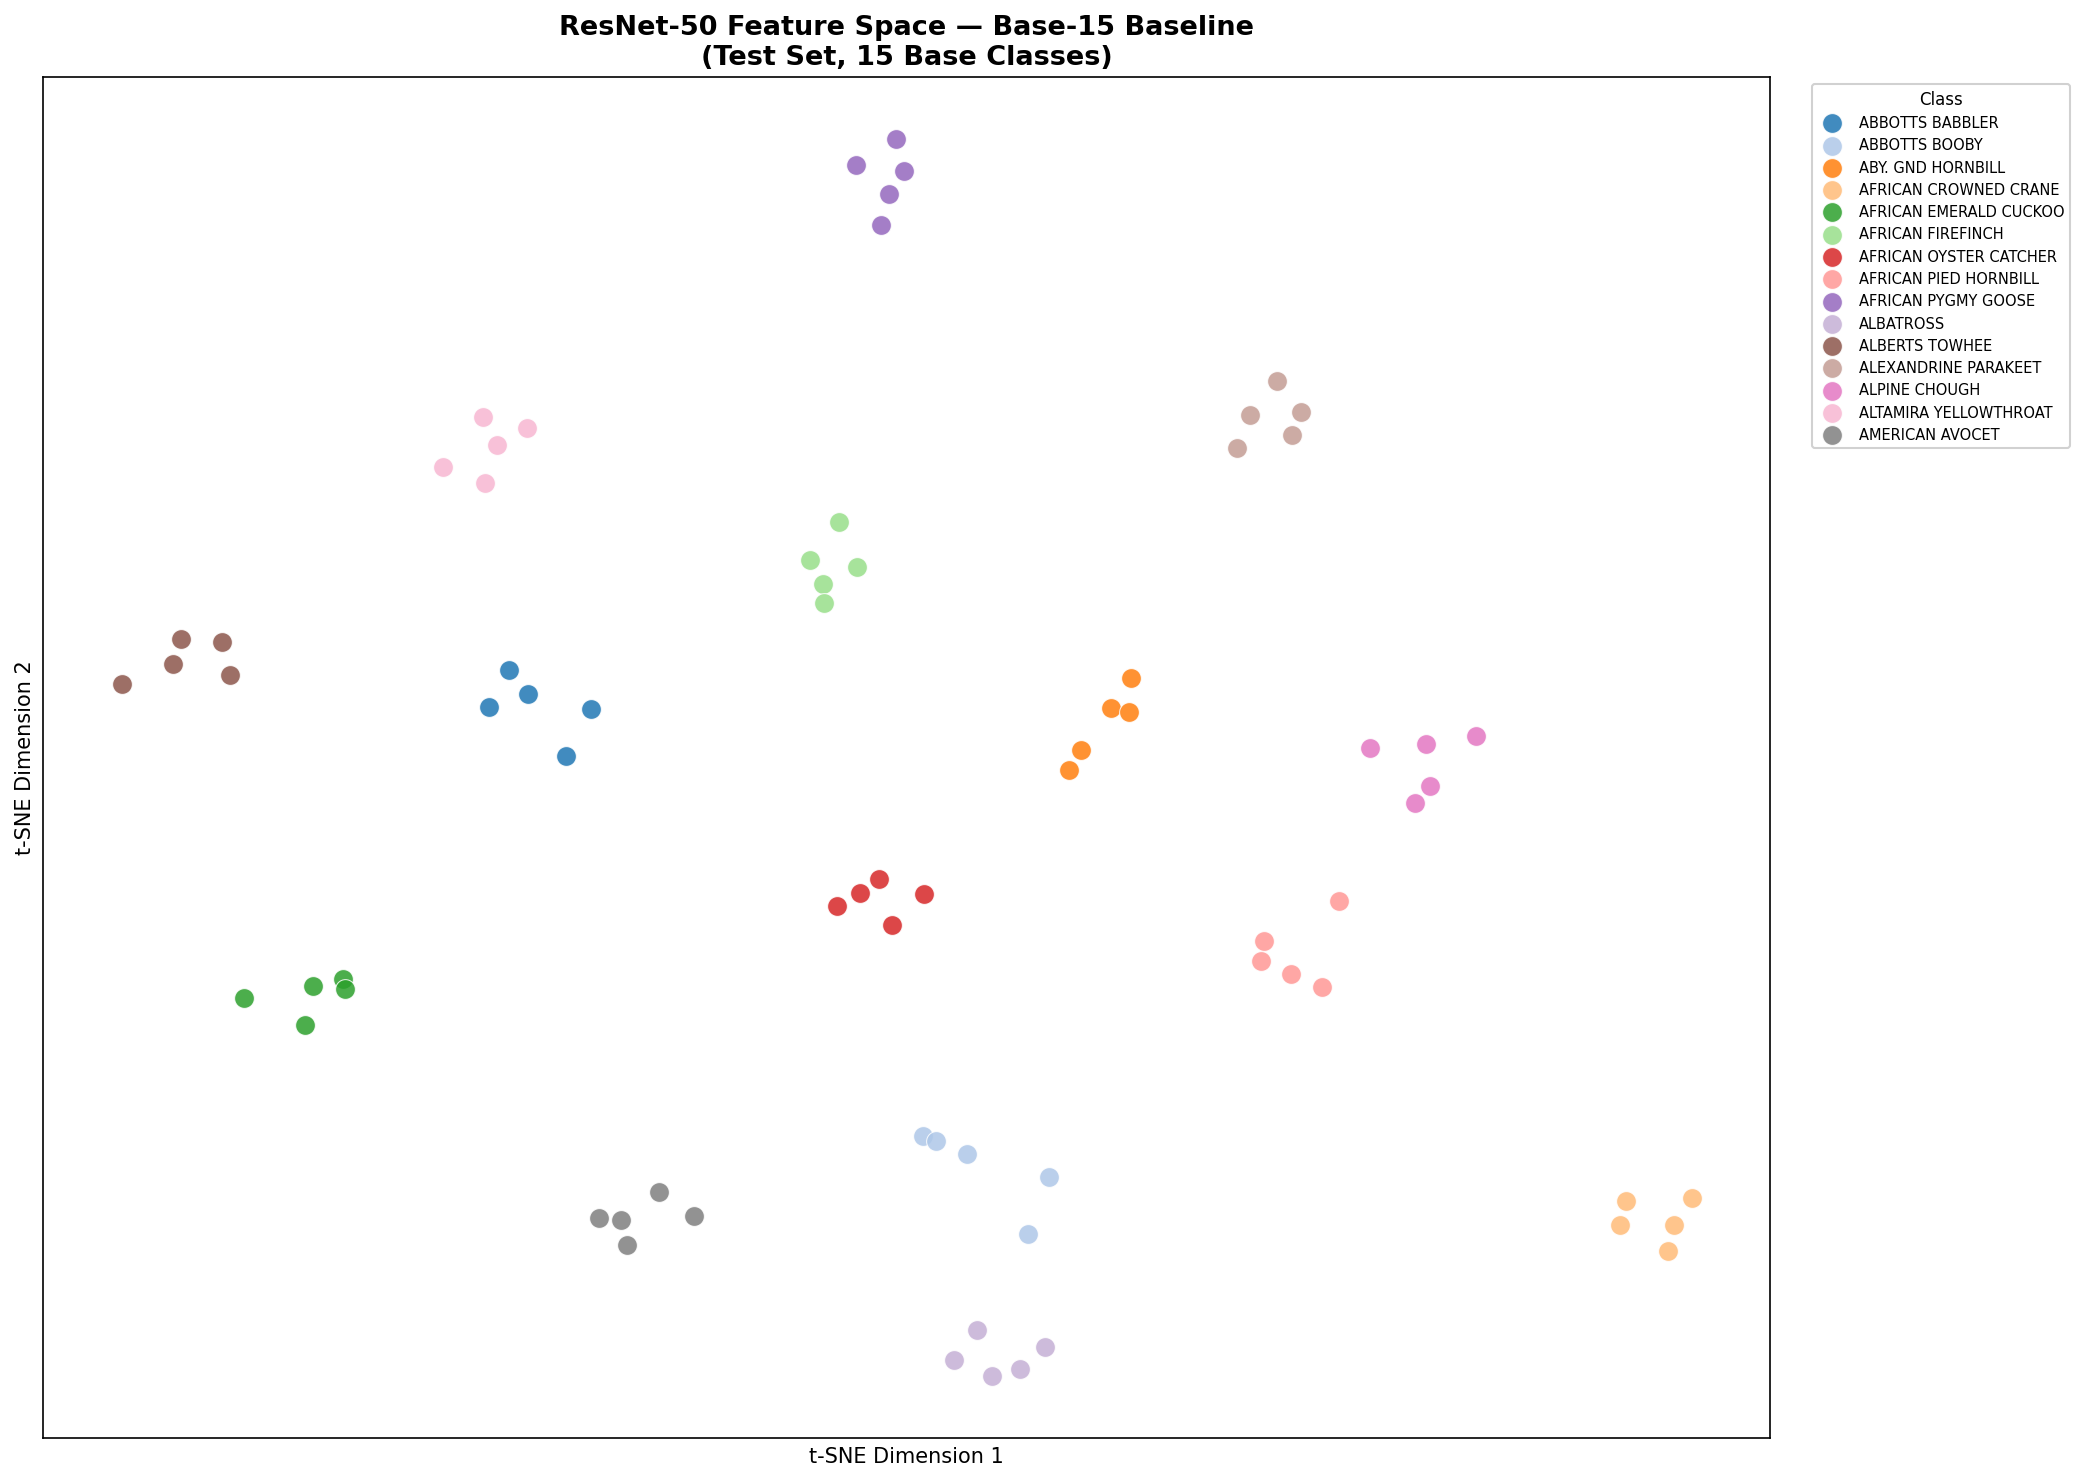 ResNet-50 Feature Space — Base-15 Baseline
(Test Set, 15 Base Classes)
Class
ABBOTTS BABBLER
ABBOTTS BOOBY
ABY. GND HORNBILL
AFRICAN CROWNED CRANE
AFRICAN EMERALD CUCKOO
AFRICAN FIREFINCH
AFRICAN OYSTER CATCHER
AFRICAN PIED HORNBILL
AFRICAN PYGMY GOOSE
ALBATROSS
ALBERTS TOWHEE
ALEXANDRINE PARAKEET
ALPINE CHOUGH
ALTAMIRA YELLOWTHROAT
AMERICAN AVOCET
t-SNE Dimension 2
t-SNE Dimension 1